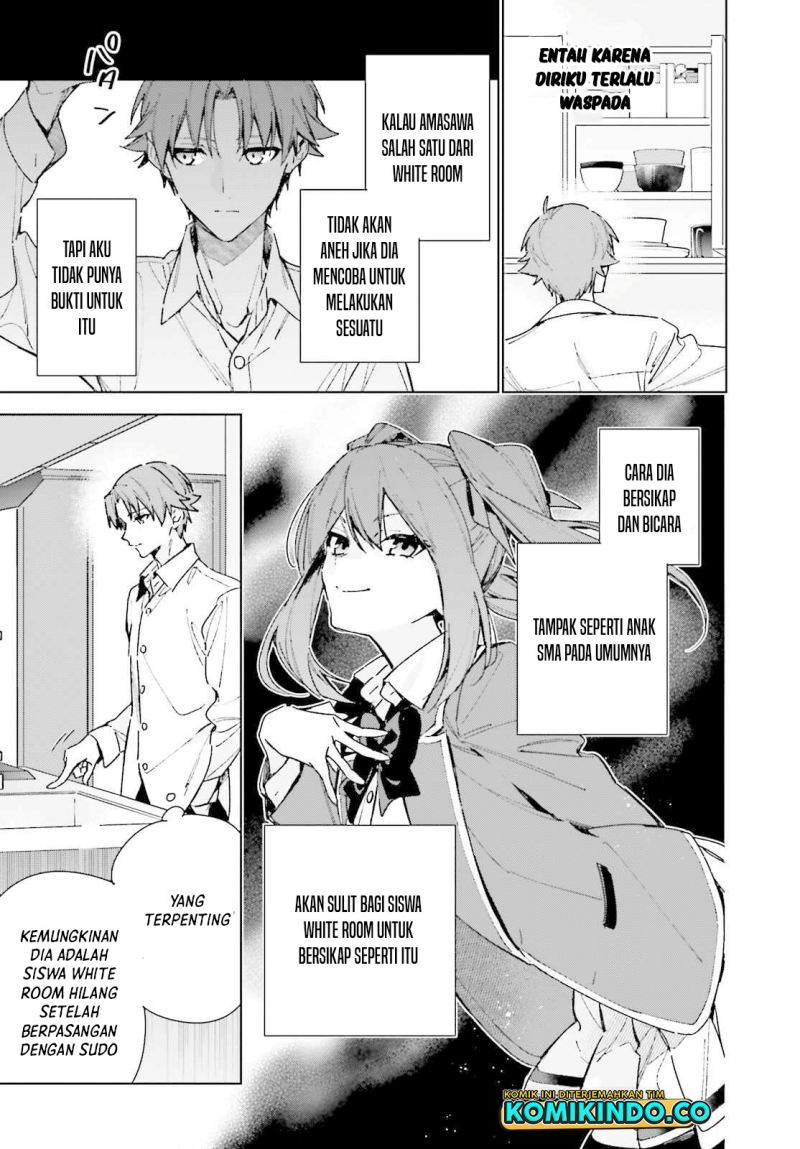 ENTAH KARENA
DIRIKU TERLALU
WASPADA
KALAU AMASAWA
SALAH SATU DARI
WHITE ROOM
TIDAK AKAN
ANEH JIKA DIA
MENCOBA UNTUK
MELAKUKAN
SESUATU
パタン
TAPI AKU
TIDAK PUNYA
BUKTI UNTUK
ITU
CARA DIA
BERSIKAP
DAN BICARA
TAMPAK SEPERTI ANAK
SMA PADA UMUMNYA
AKAN SULIT BAGI SISWA
WHITE ROOM UNTUK
BERSIKAP SEPERTI ITU
YANG
TERPENTING
KEMUNGKINAN
DIA ADALAH
SISWA WHITE
ROOM HILANG
SETELAH
BERPASANGAN
DENGAN SUDO
KOMIK INI DITERJEMAHKAN TIM
KOMIKINDO.CO